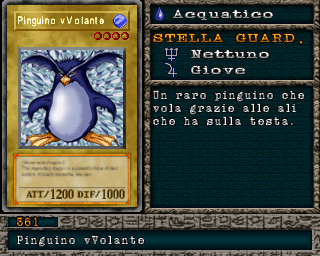 Pinguino vVolante
Acquatico
STELLA GUARD.
Nettuno
Giove
Un raro pinguino che
vola grazie alle ali
che ha sulla testa.
ATT/1200 DIF/1000
361
Pinguino vVolante